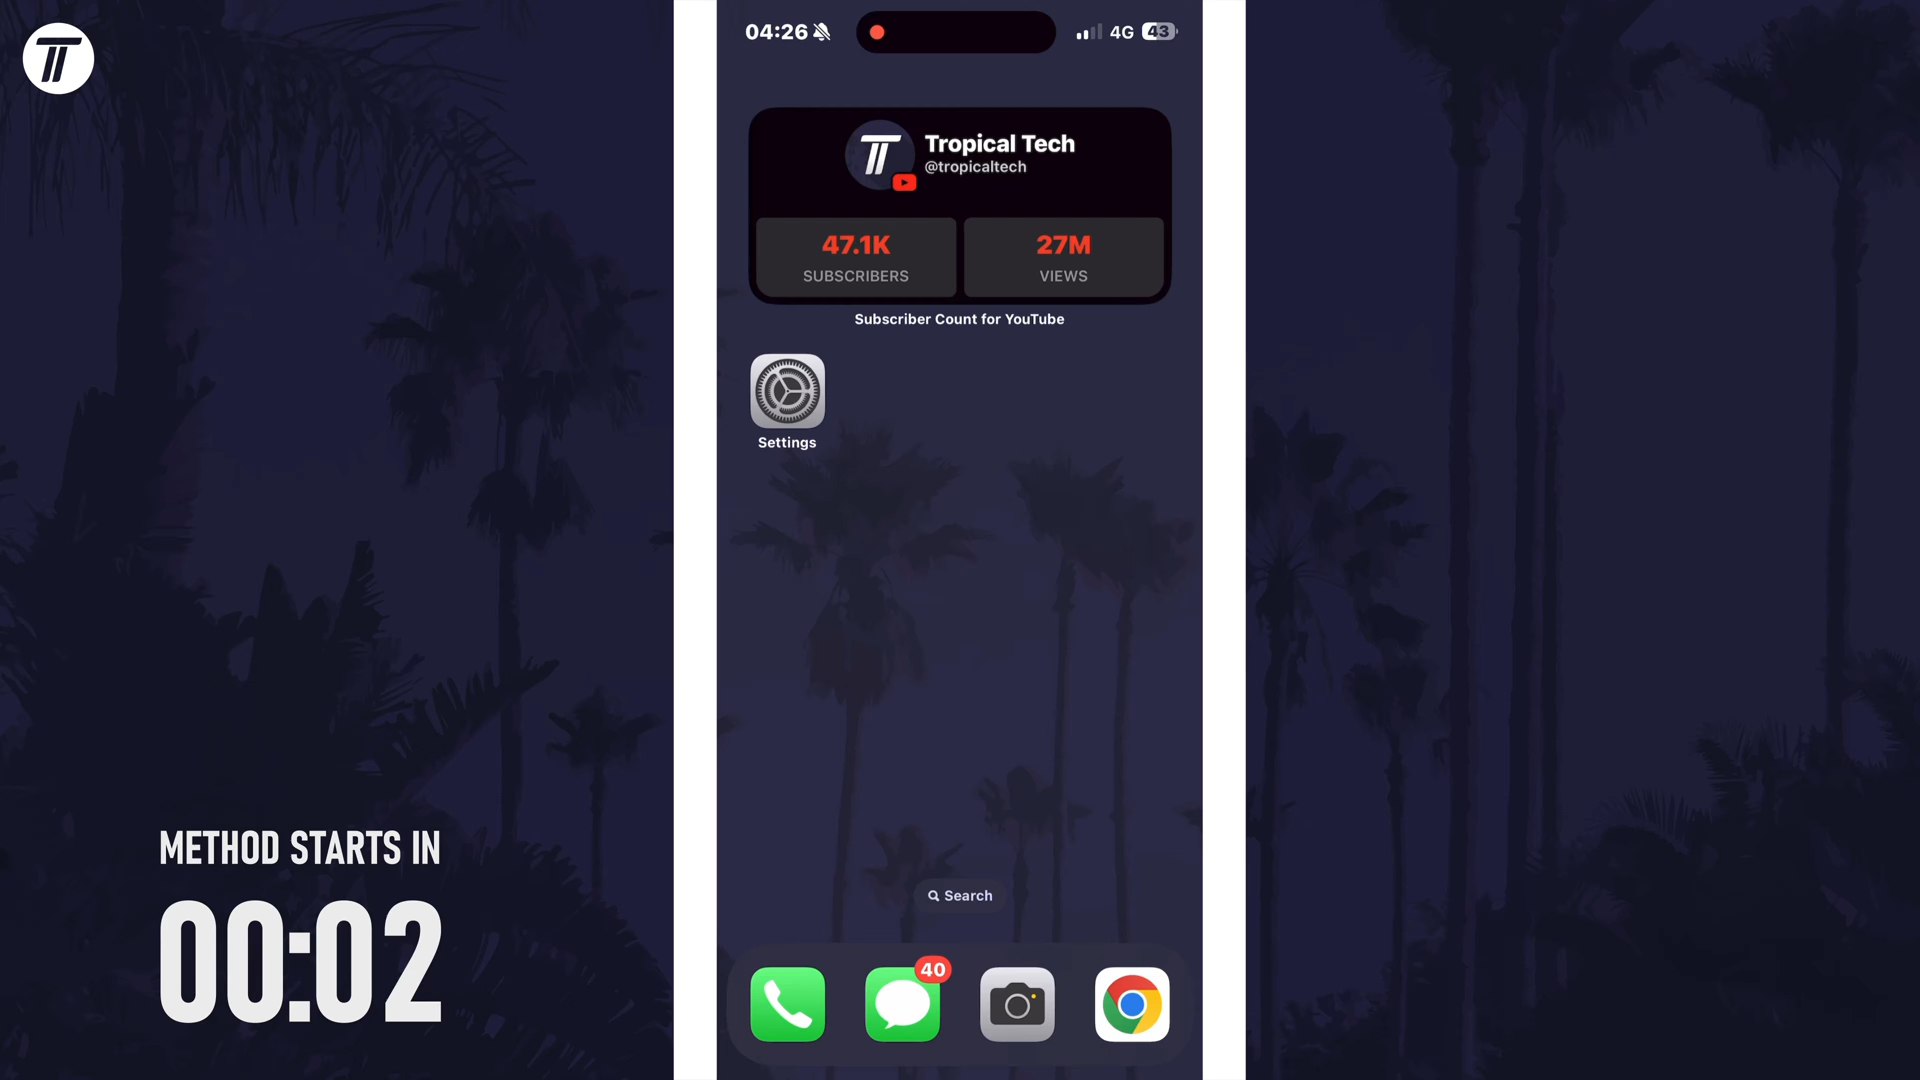 04:26
4G
43
Tropical Tech
@tropicaltech
47.1K
SUBSCRIBERS
27M
VIEWS
Subscriber Count for YouTube
Settings
METHOD STARTS IN
00:02
Search
40